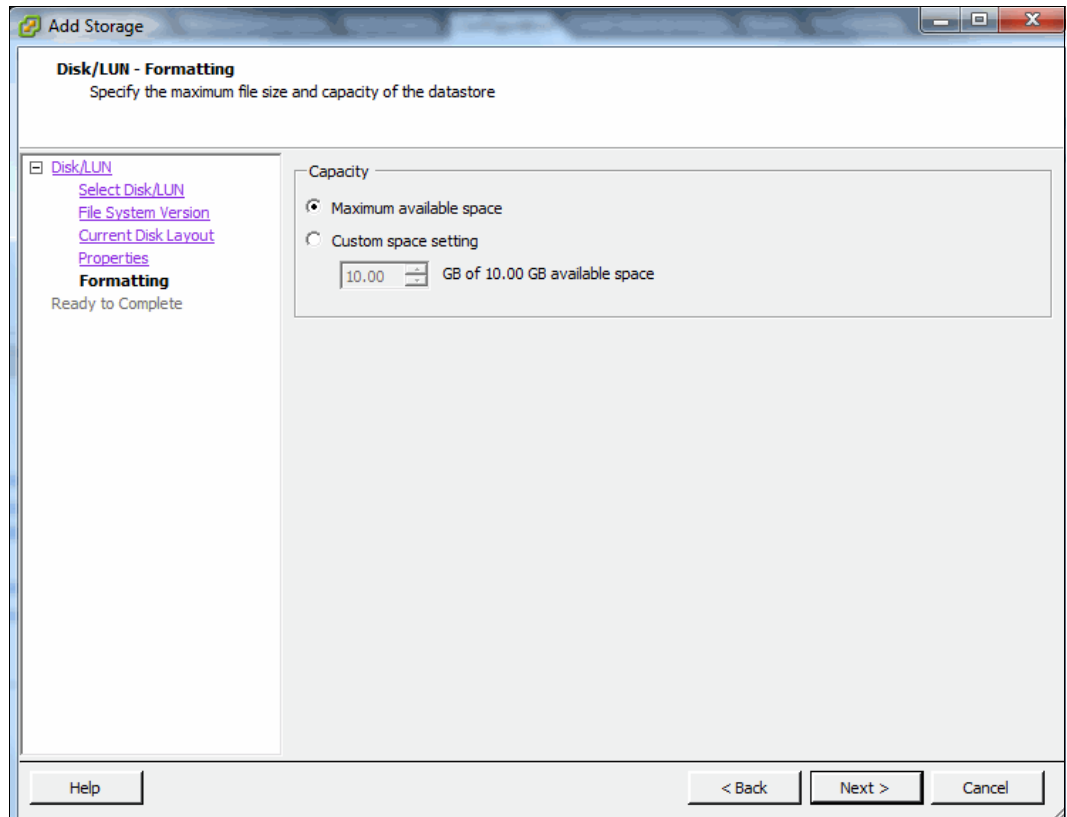 Add Storage
Disk/LUN - Formatting
Specify the maximum file size and capacity of the datastore
Disk/LUN
Select Disk/LUN
File System Version
Current Disk Layout
Properties
Formatting
Ready to Complete
Capacity
Maximum available space
Custom space setting
10.00 GB of 10.00 GB available space
Help
< Back
Next >
Cancel